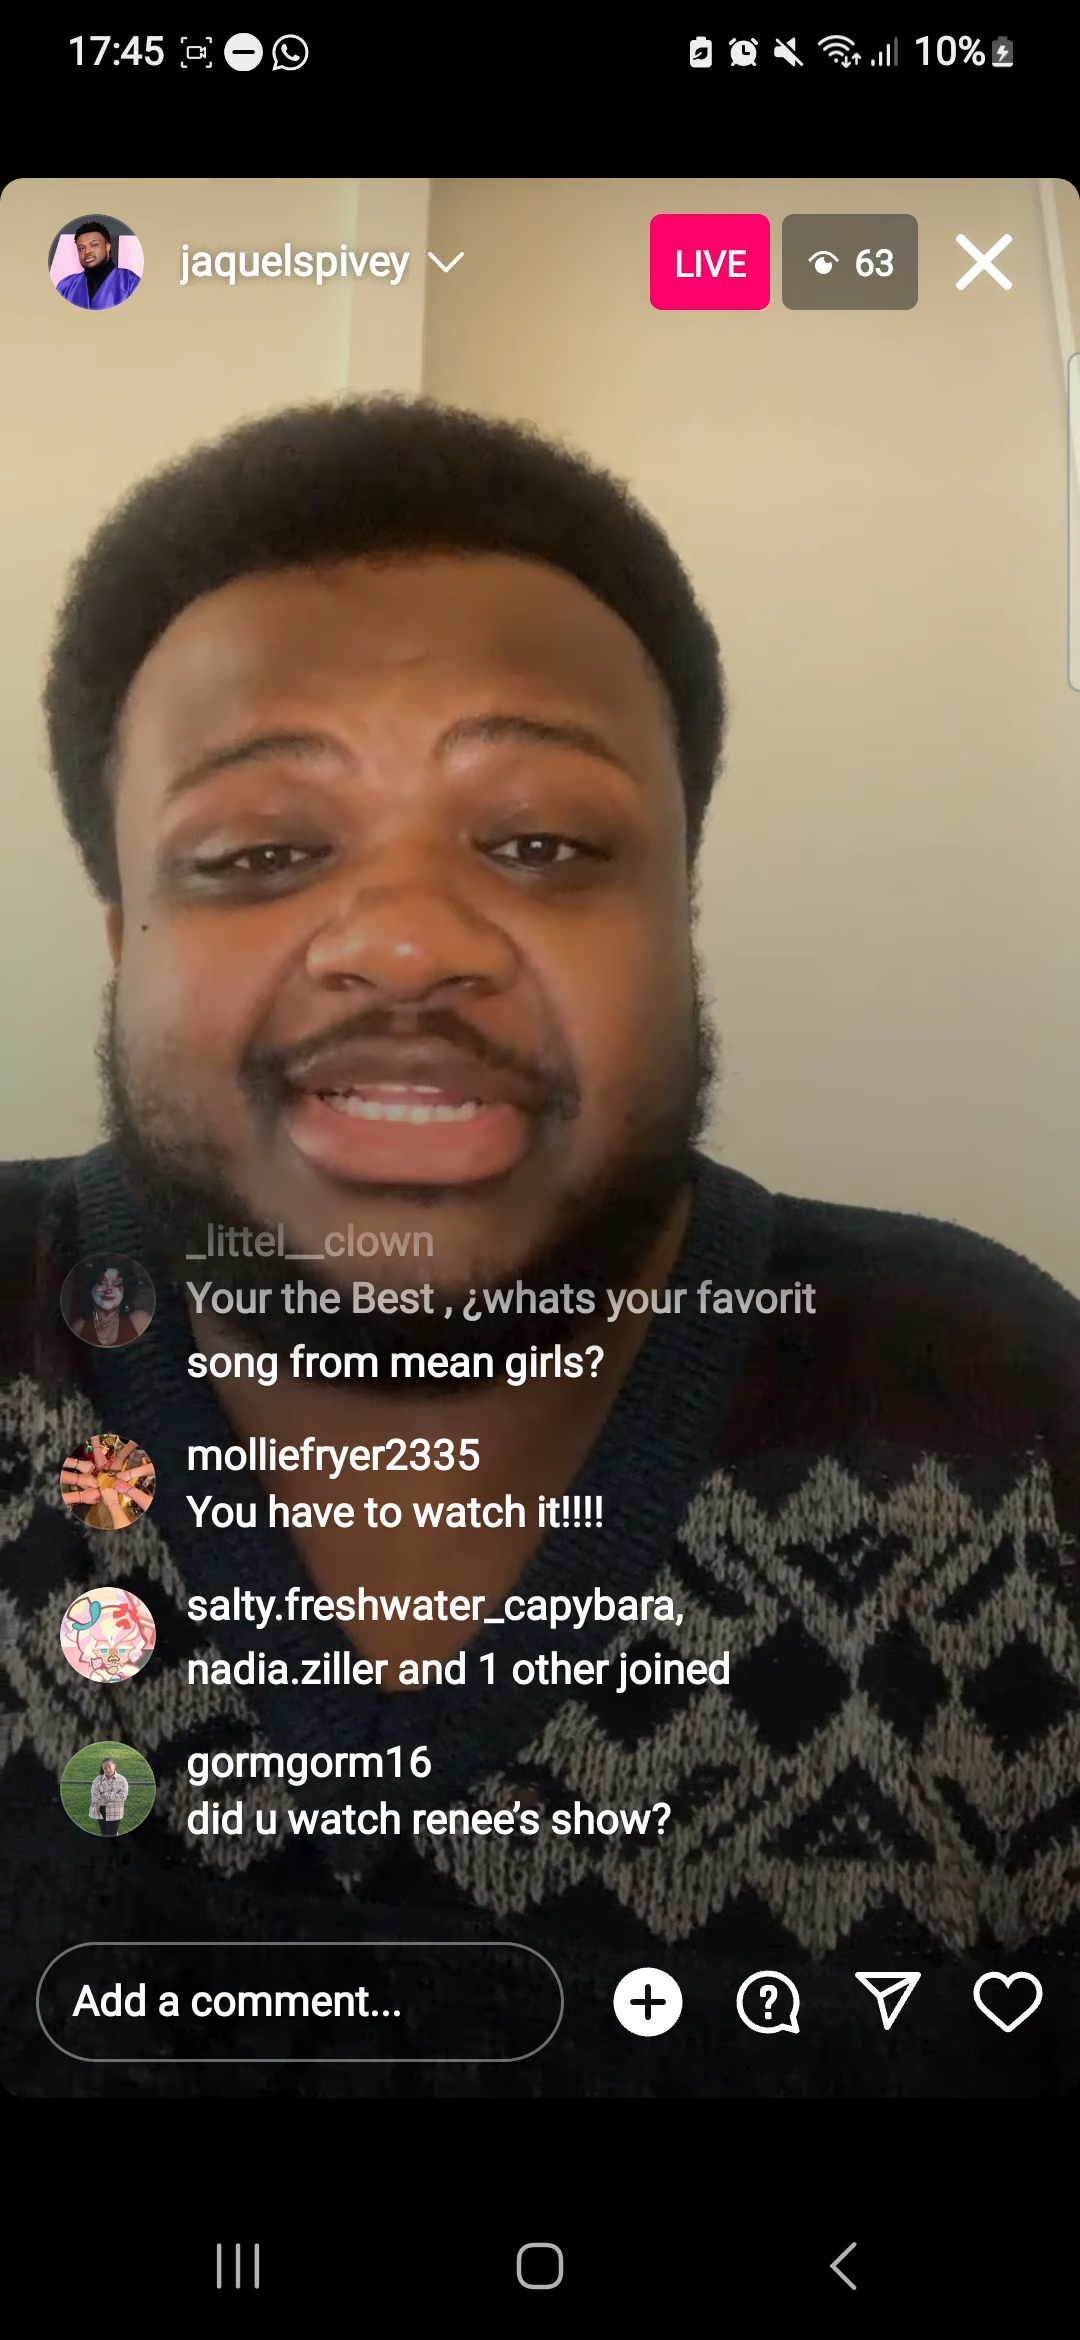 17:45
10%
jaquelspivey
LIVE
63
_littel__clown
Your the Best , ¿whats your favorit
song from mean girls?
molliefryer2335
You have to watch it!!!!
salty.freshwater_capybara,
nadia.ziller and 1 other joined
gormgorm16
did u watch renee’s show?
Add a comment...